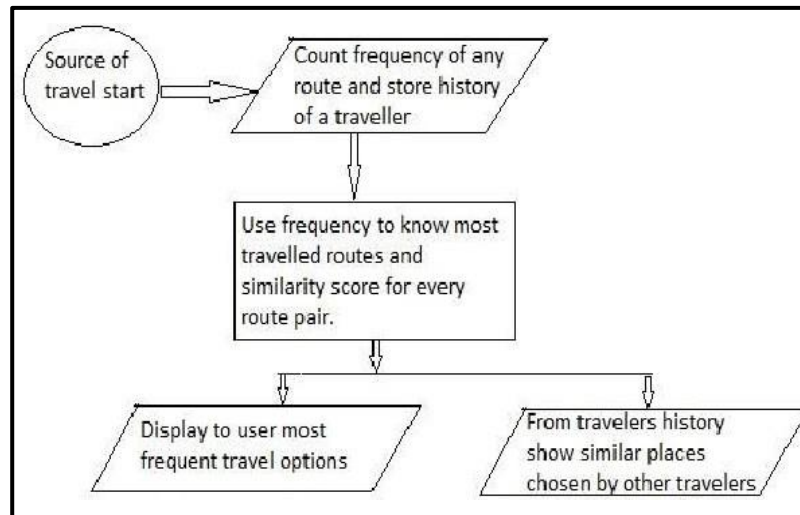 Source of
travel start
Count frequency of any
route and store history
of a traveller
Use frequency to know most
travelled routes and
similarity score for every
route pair.
Display to user most
frequent travel options
From travelers history
show similar places
chosen by other travelers